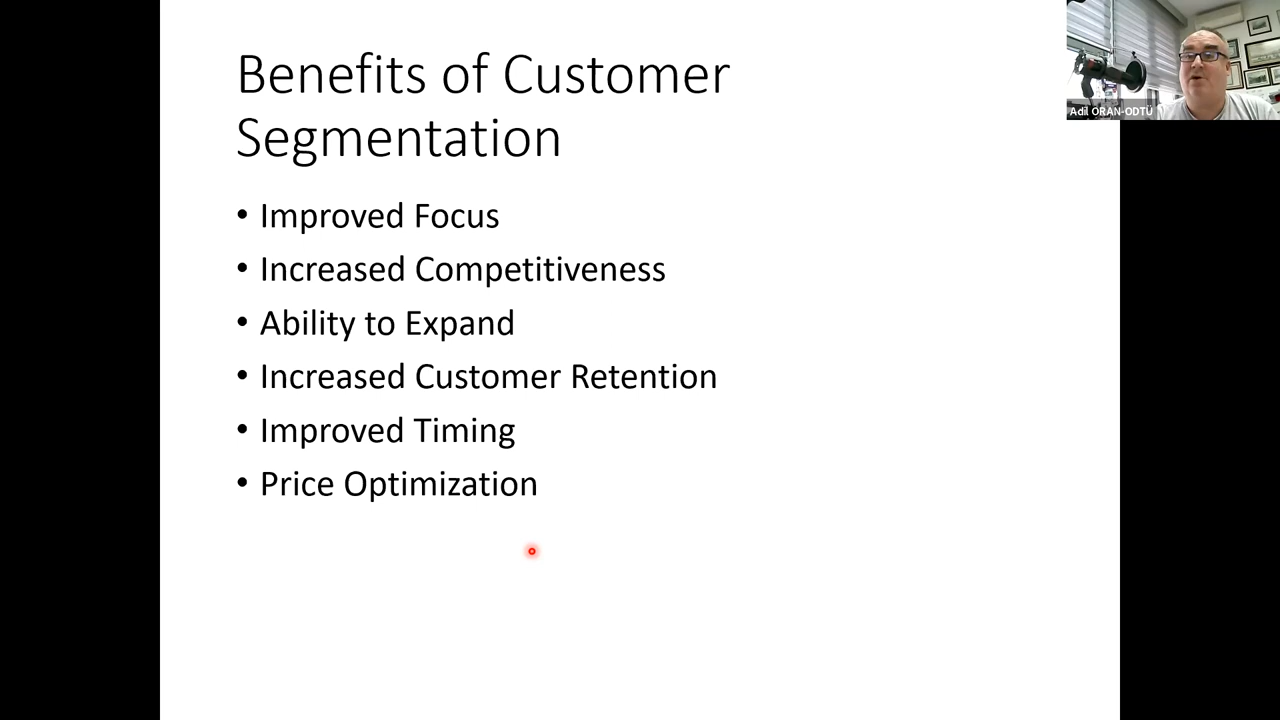 Benefits of Customer
Segmentation
• Improved Focus
• Increased Competitiveness
• Ability to Expand
• Increased Customer Retention
• Improved Timing
• Price Optimization
Adil ORAN-ODTÜ